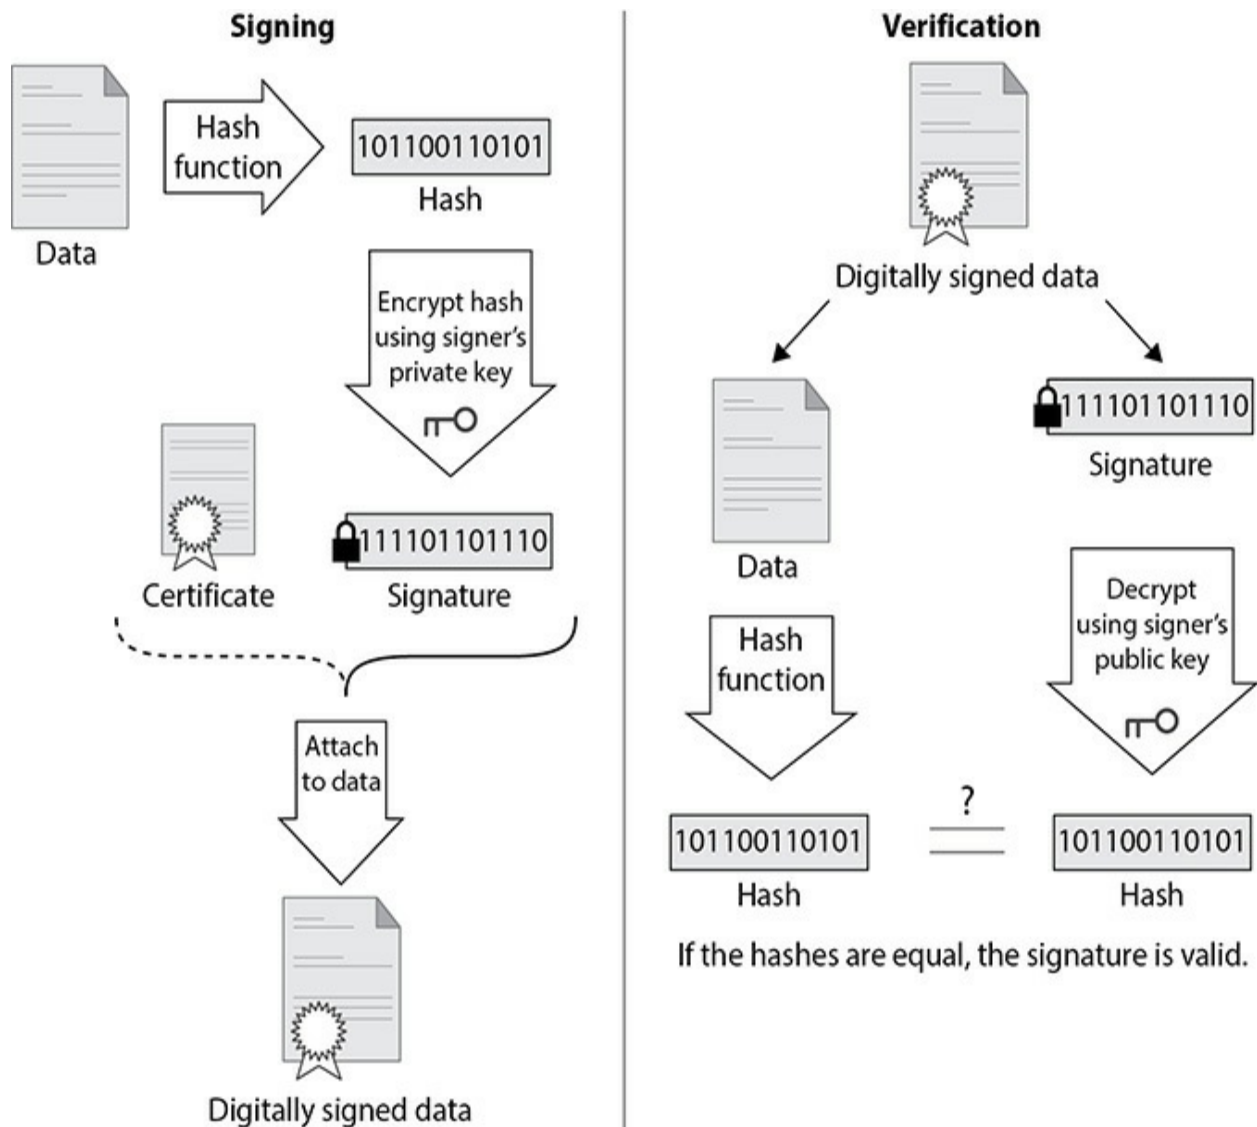 Signing
Hash
function
101100110101
Hash
Data
Encrypt hash
using signer's
private key
111101101110
Certificate
Signature
Attach
to data
Digitally signed data
Verification
Digitally signed data
111101101110
Signature
Data
Hash
function
Decrypt
using signer's
public key
101100110101
?
101100110101
Hash
Hash
If the hashes are equal, the signature is valid.